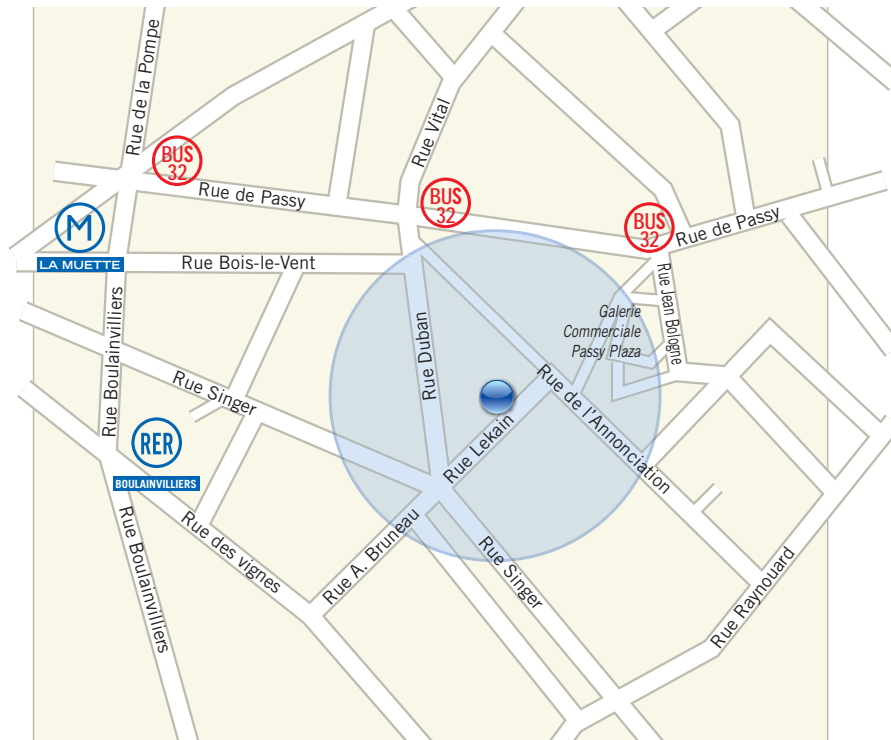 Rue de la Pompe
Rue Vital
BUS
32
BUS
32
BUS
32
Rue de Passy
Rue de Passy
M
LA MUETTE
Rue Bois-le-Vent
Rue Jean Bologne
Galerie
Commerciale
Passy Plaza
Rue Boulainvilliers
Rue Duban
Rue Singer
Rue de l'Annonciation
Rue Lekain
RER
BOULAINVILLIERS
Rue des vignes
Rue A. Bruneau
Rue Singer
Rue Boulainvilliers
Rue Raynouard